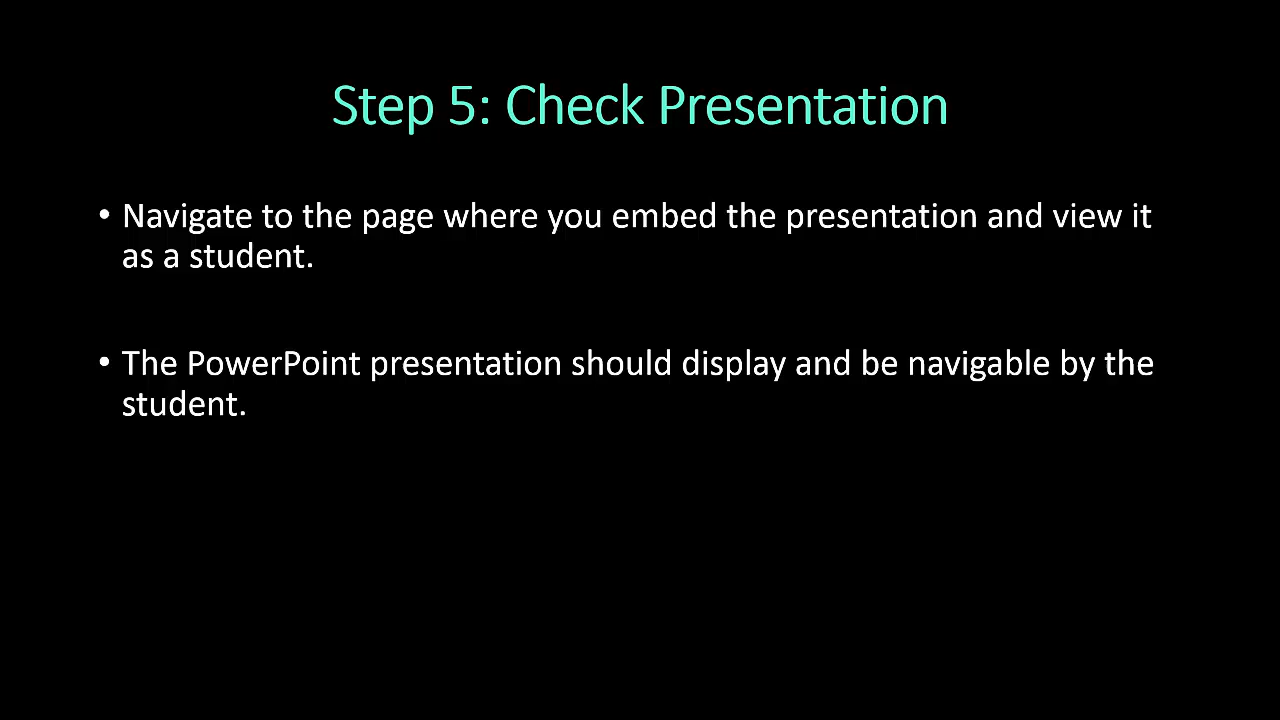 Step 5: Check Presentation
• Navigate to the page where you embed the presentation and view it
as a student.
• The PowerPoint presentation should display and be navigable by the
student.